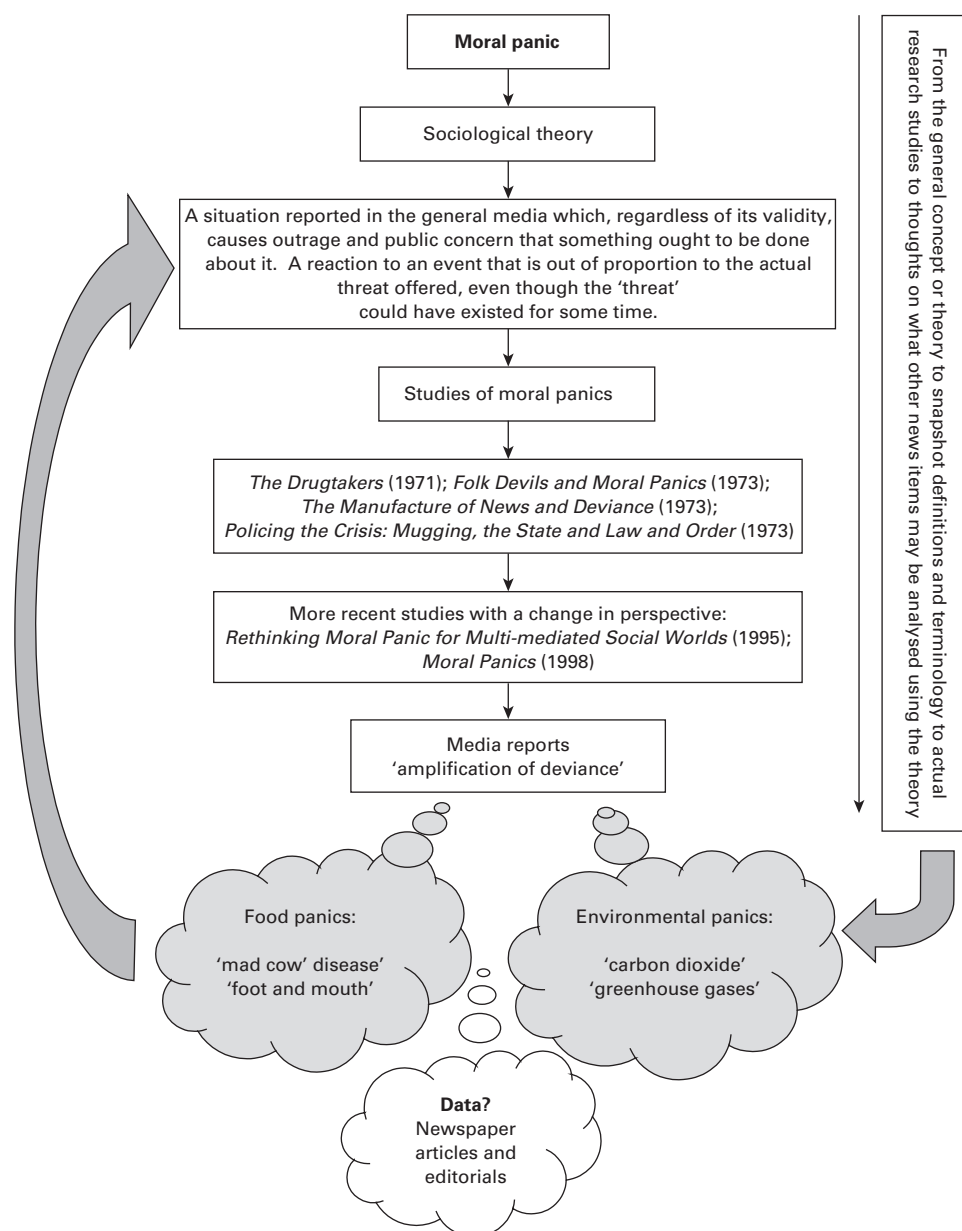 Moral panic
Sociological theory
A situation reported in the general media which, regardless of its validity,
causes outrage and public concern that something ought to be done
about it.  A reaction to an event that is out of proportion to the actual
threat offered, even though the ‘threat’
could have existed for some time.
Studies of moral panics
The Drugtakers (1971); Folk Devils and Moral Panics (1973);
The Manufacture of News and Deviance (1973);
Policing the Crisis: Mugging, the State and Law and Order (1973)
More recent studies with a change in perspective:
Rethinking Moral Panic for Multi-mediated Social Worlds (1995);
Moral Panics (1998)
Media reports
‘amplification of deviance’
Food panics:
‘mad cow’ disease’
‘foot and mouth’
Environmental panics:
‘carbon dioxide’
‘greenhouse gases’
Data?
Newspaper
articles and
editorials
From the general concept or theory to snapshot definitions and terminology to actual
research studies to thoughts on what other news items may be analysed using the theory